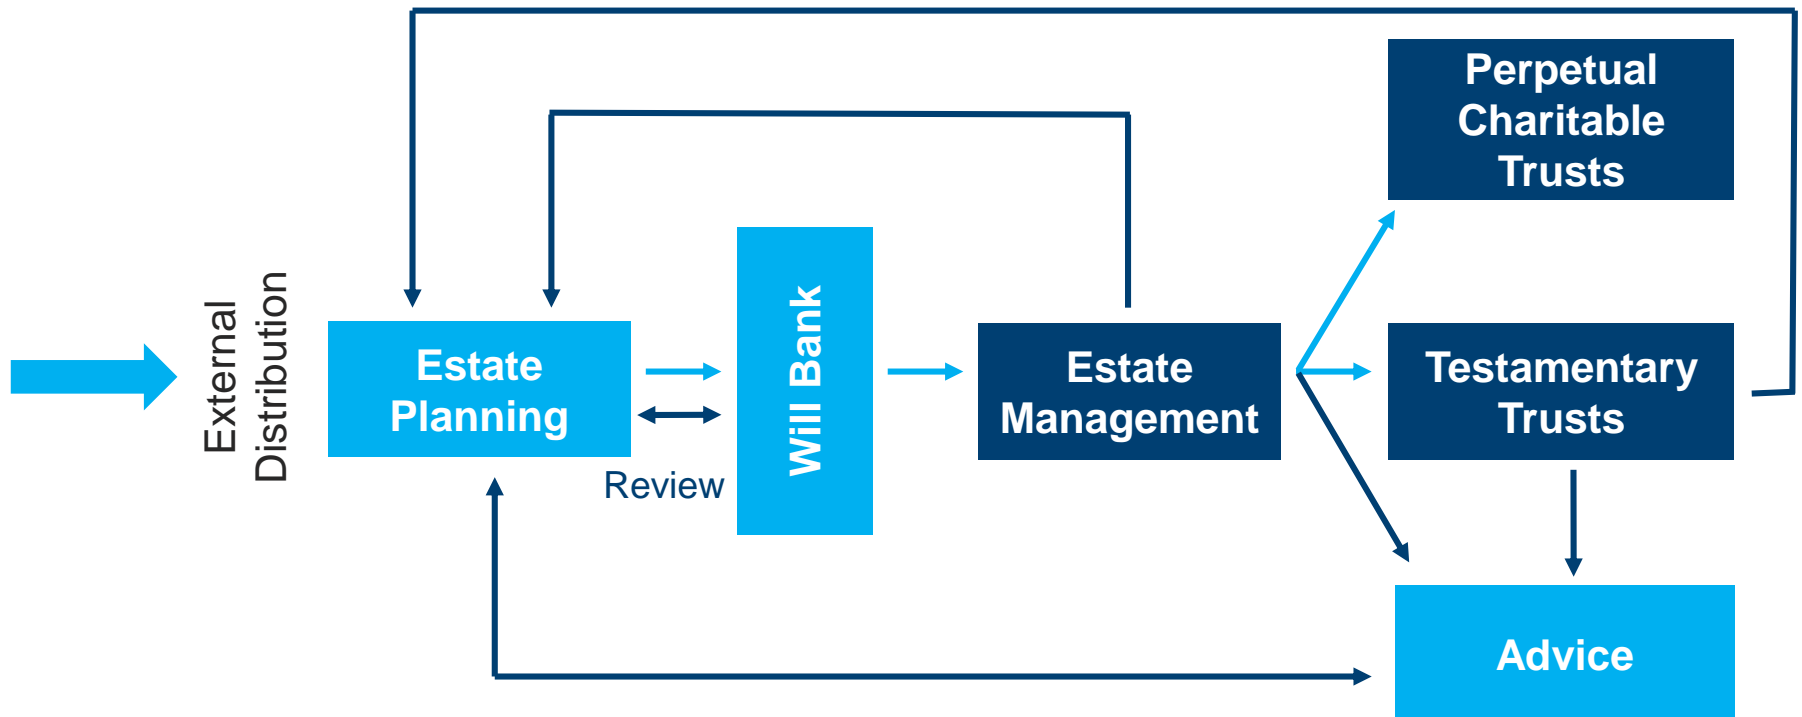 External
Distribution
Estate
Planning
Review
Will Bank
Estate
Management
Perpetual
Charitable
Trusts
Testamentary
Trusts
Advice